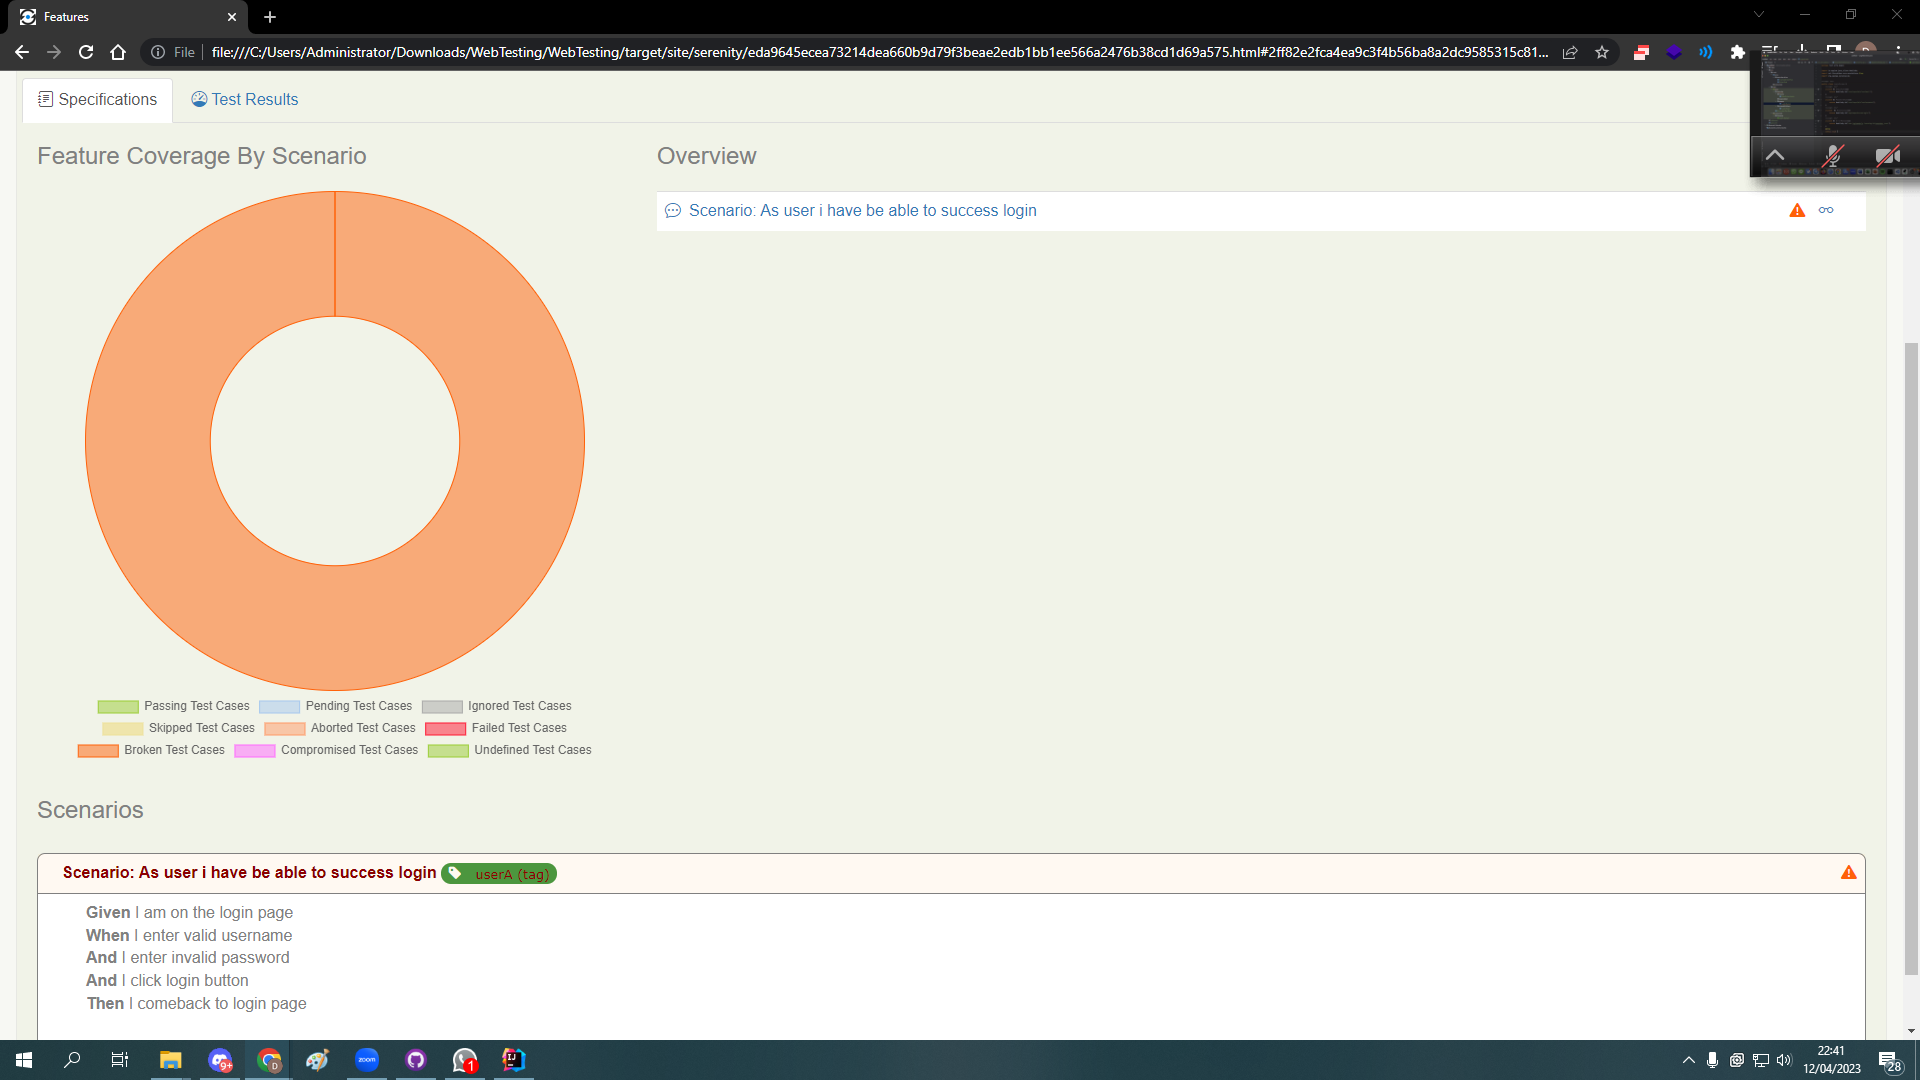 Features
File
file:///C:/Users/Administrator/Downloads/WebTesting/WebTesting/target/site/serenity/eda9645ecea73214dea660b9d79f3beae2edb1bb1ee566a2476b38cd1d69a575.html#2ff82e2fca4ea9c3f4b56ba8a2dc9585315c81...
Specifications
Test Results
Feature Coverage By Scenario
Overview
Scenario: As user i have be able to success login
Passing Test Cases Pending Test Cases Ignored Test Cases
Skipped Test Cases Aborted Test Cases Failed Test Cases
Broken Test Cases Compromised Test Cases Undefined Test Cases
Scenarios
Scenario: As user i have be able to success login userA (tag)
Given I am on the login page
When I enter valid username
And I enter invalid password
And I click login button
Then I comeback to login page
D
9+
zoom
1
IJ
22:41
12/04/2023
28